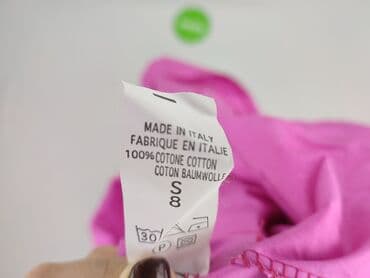 MADE IN ITALY
FABRIQUE EN ITALIE
100% COTONE COTTON
COTON BAUMWOLLE
S
8
30
P